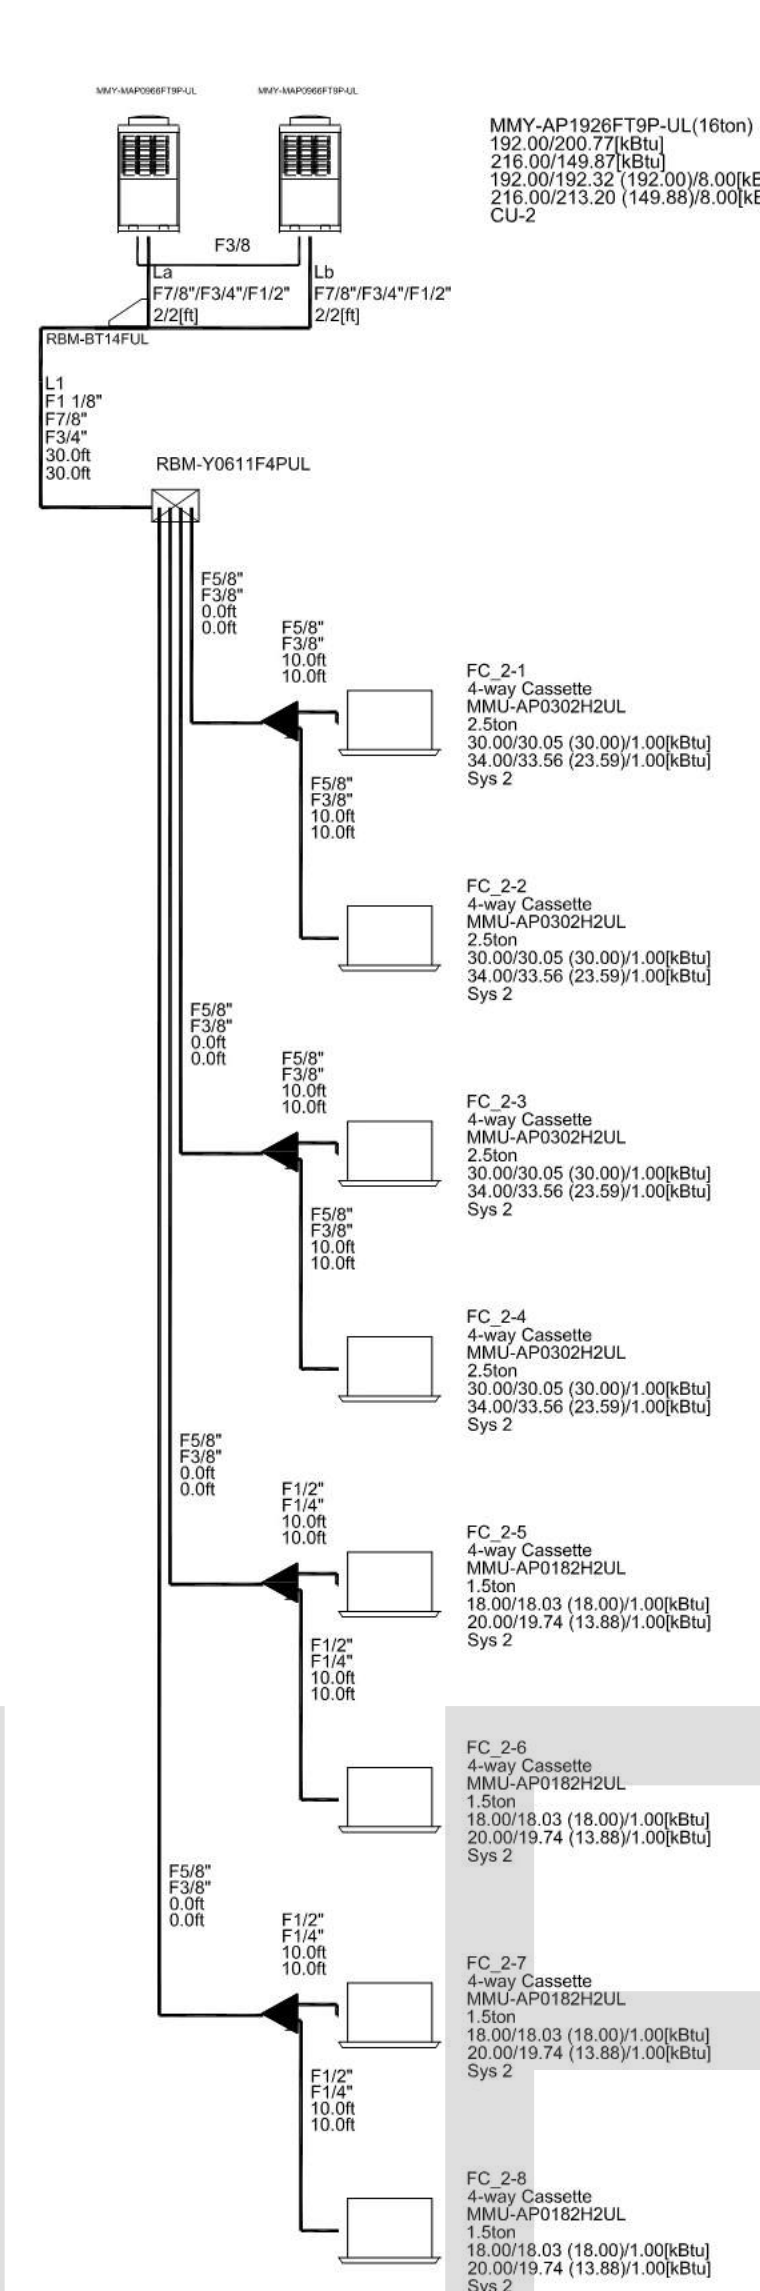 MMY-MAP0966FT9P-UL
MMY-MAP0966FT9P-UL
MMY-AP1926FT9P-UL(16ton)
192.00/200.77[kBtu]
216.00/149.87[kBtu]
192.00/192.32 (192.00)/8.00[kB
216.00/213.20 (149.88)/8.00[kB
CU-2
F3/8
La
F7/8"/F3/4"/F1/2"
2/2[ft]
Lb
F7/8"/F3/4"/F1/2"
2/2[ft]
RBM-BT14FUL
L1
F1 1/8"
F7/8"
F3/4"
30.0ft
30.0ft
RBM-Y0611F4PUL
F5/8"
F3/8"
0.0ft
0.0ft
F5/8"
F3/8"
10.0ft
10.0ft
FC_2-1
4-way Cassette
MMU-AP0302H2UL
2.5ton
30.00/30.05 (30.00)/1.00[kBtu]
34.00/33.56 (23.59)/1.00[kBtu]
Sys 2
F5/8"
F3/8"
10.0ft
10.0ft
FC_2-2
4-way Cassette
MMU-AP0302H2UL
2.5ton
30.00/30.05 (30.00)/1.00[kBtu]
34.00/33.56 (23.59)/1.00[kBtu]
Sys 2
F5/8"
F3/8"
0.0ft
0.0ft
F5/8"
F3/8"
10.0ft
10.0ft
FC_2-3
4-way Cassette
MMU-AP0302H2UL
2.5ton
30.00/30.05 (30.00)/1.00[kBtu]
34.00/33.56 (23.59)/1.00[kBtu]
Sys 2
F5/8"
F3/8"
10.0ft
10.0ft
FC_2-4
4-way Cassette
MMU-AP0302H2UL
2.5ton
30.00/30.05 (30.00)/1.00[kBtu]
34.00/33.56 (23.59)/1.00[kBtu]
Sys 2
F5/8"
F3/8"
0.0ft
0.0ft
F1/2"
F1/4"
10.0ft
10.0ft
FC_2-5
4-way Cassette
MMU-AP0182H2UL
1.5ton
18.00/18.03 (18.00)/1.00[kBtu]
20.00/19.74 (13.88)/1.00[kBtu]
Sys 2
F1/2"
F1/4"
10.0ft
10.0ft
FC_2-6
4-way Cassette
MMU-AP0182H2UL
1.5ton
18.00/18.03 (18.00)/1.00[kBtu]
20.00/19.74 (13.88)/1.00[kBtu]
Sys 2
F5/8"
F3/8"
0.0ft
0.0ft
F1/2"
F1/4"
10.0ft
10.0ft
FC_2-7
4-way Cassette
MMU-AP0182H2UL
1.5ton
18.00/18.03 (18.00)/1.00[kBtu]
20.00/19.74 (13.88)/1.00[kBtu]
Sys 2
F1/2"
F1/4"
10.0ft
10.0ft
FC_2-8
4-way Cassette
MMU-AP0182H2UL
1.5ton
18.00/18.03 (18.00)/1.00[kBtu]
20.00/19.74 (13.88)/1.00[kBtu]
Sys 2